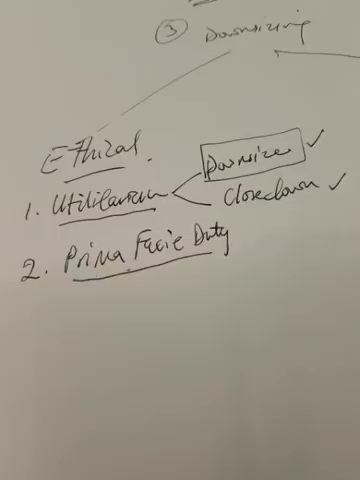 ③ Downsizing
Ethical.
1. Utilitarian
Downsize ✓
Closedown ✓
2. Prima Facie Duty